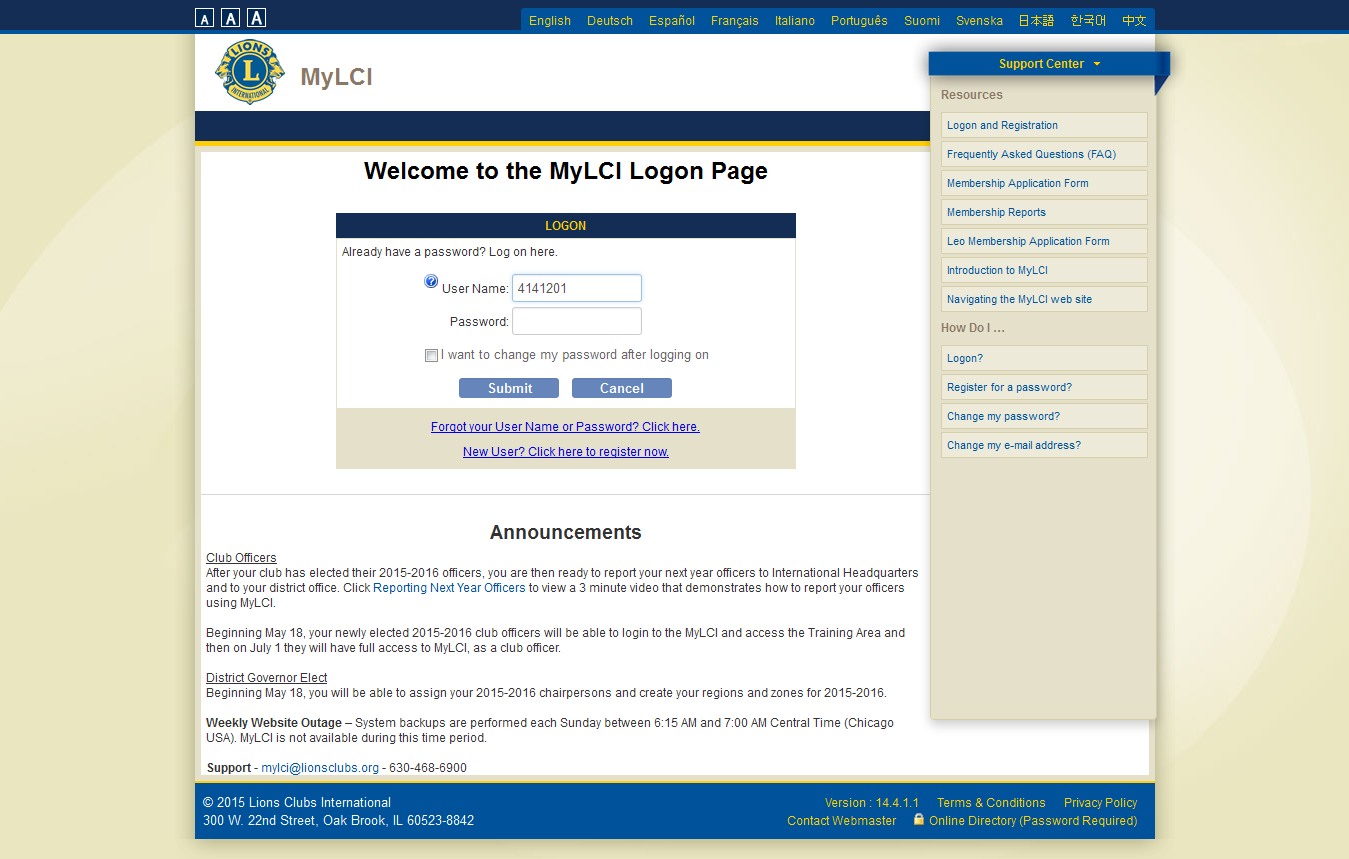 A A A
English Deutsch Español Français Italiano Português Suomi Svenska 日本語 한국어 中文
LIONS
L
INTERNATIONAL
MyLCI
Support Center
Resources
Logon and Registration
Frequently Asked Questions (FAQ)
Membership Application Form
Membership Reports
Leo Membership Application Form
Introduction to MyLCI
Navigating the MyLCI web site
How Do I ...
Logon?
Register for a password?
Change my password?
Change my e-mail address?
Welcome to the MyLCI Logon Page
LOGON
Already have a password? Log on here.
User Name: 4141201
Password:
I want to change my password after logging on
Submit Cancel
Forgot your User Name or Password? Click here.
New User? Click here to register now.
Announcements
Club Officers
After your club has elected their 2015-2016 officers, you are then ready to report your next year officers to International Headquarters
and to your district office. Click Reporting Next Year Officers to view a 3 minute video that demonstrates how to report your officers
using MyLCI.
Beginning May 18, your newly elected 2015-2016 club officers will be able to login to the MyLCI and access the Training Area and
then on July 1 they will have full access to MyLCI, as a club officer.
District Governor Elect
Beginning May 18, you will be able to assign your 2015-2016 chairpersons and create your regions and zones for 2015-2016.
Weekly Website Outage – System backups are performed each Sunday between 6:15 AM and 7:00 AM Central Time (Chicago
USA). MyLCI is not available during this time period.
Support - mylci@lionsclubs.org - 630-468-6900
© 2015 Lions Clubs International
300 W. 22nd Street, Oak Brook, IL 60523-8842
Version : 14.4.1.1 Terms & Conditions Privacy Policy
Contact Webmaster Online Directory (Password Required)